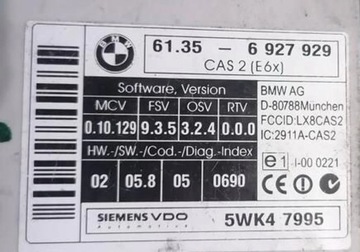 BMW
61.35 - 6 927 929
CAS 2 (E6x)
Software, Version
MCV FSV OSV RTV
0.10.129 9.3.5 3.2.4 0.0.0
HW.-/SW.-/Cod.-/Diag.-Index
02 05.8 05 0690
BMW AG
D-80788München
FCCID:LX8CAS2
IC:2911A-CAS2
e1 I-00 0221
CE
SIEMENS VDO
Automotive
5WK4 7995